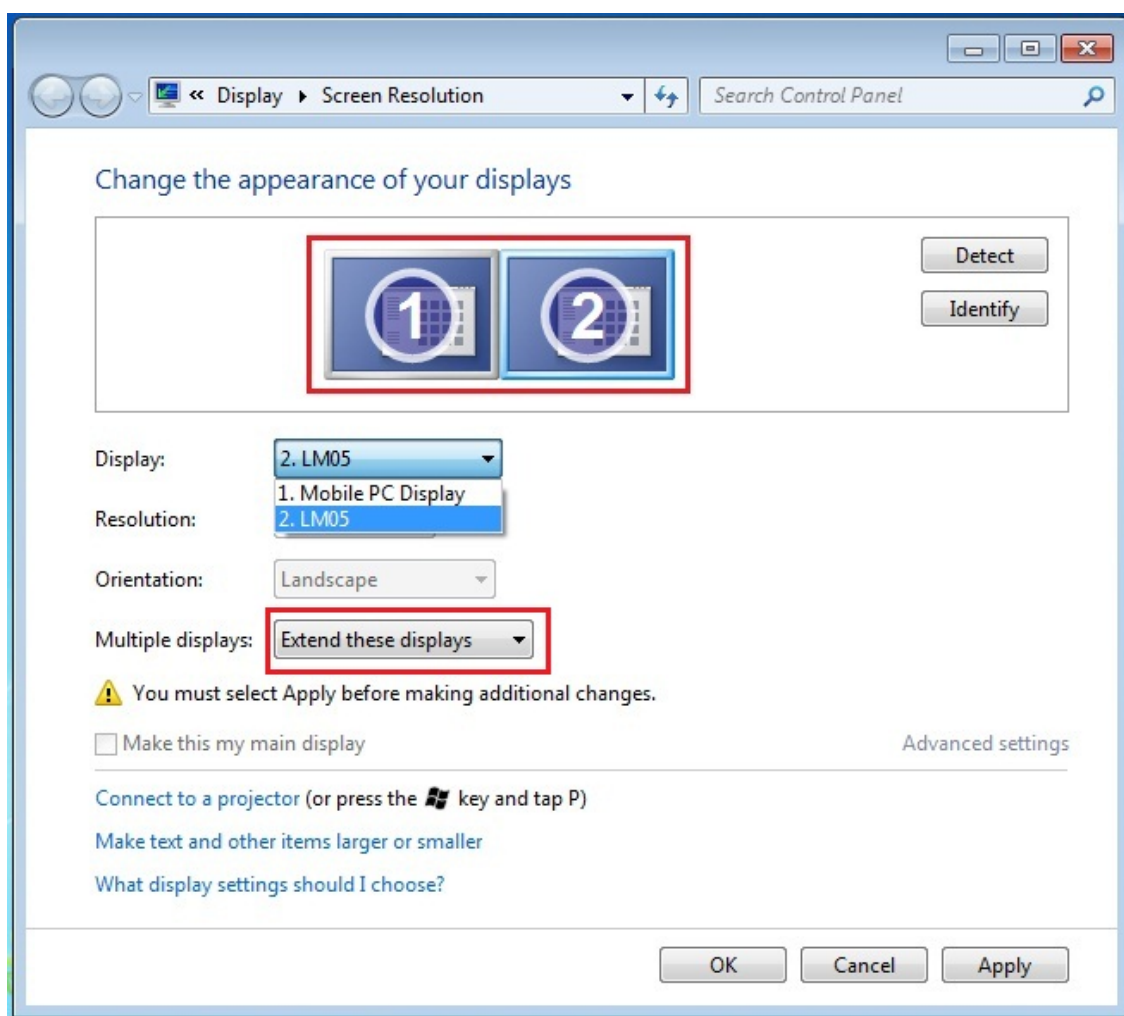 « Display ▸ Screen Resolution
Search Control Panel
Change the appearance of your displays
1
2
Detect
Identify
Display:
2. LM05
1. Mobile PC Display
2. LM05
Resolution:
Orientation:
Landscape
Multiple displays:
Extend these displays
You must select Apply before making additional changes.
Make this my main display
Advanced settings
Connect to a projector (or press the key and tap P)
Make text and other items larger or smaller
What display settings should I choose?
OK
Cancel
Apply